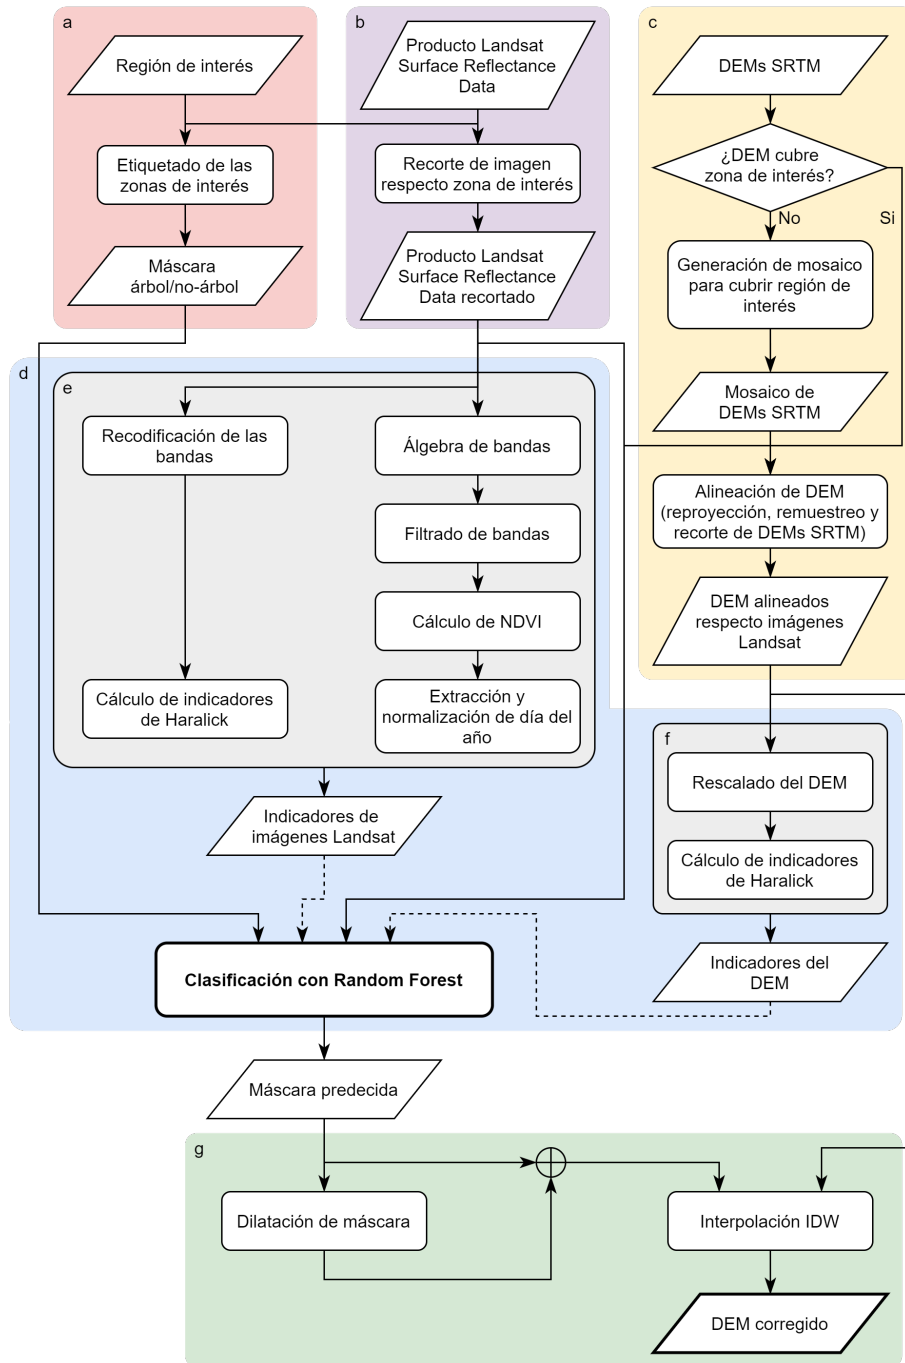 a
Región de interés
Etiquetado de las
zonas de interés
Máscara
árbol/no-árbol
b
Producto Landsat
Surface Reflectance
Data
Recorte de imagen
respecto zona de interés
Producto Landsat
Surface Reflectance
Data recortado
c
DEMs SRTM
¿DEM cubre
zona de interés?
No
Si
Generación de mosaico
para cubrir región de
interés
Mosaico de
DEMs SRTM
Alineación de DEM
(reproyección, remuestreo y
recorte de DEMs SRTM)
DEM alineados
respecto imágenes
Landsat
d
e
Recodificación de las
bandas
Cálculo de indicadores
de Haralick
Álgebra de bandas
Filtrado de bandas
Cálculo de NDVI
Extracción y
normalización de día del
año
Indicadores de
imágenes Landsat
f
Rescalado del DEM
Cálculo de indicadores
de Haralick
Indicadores del
DEM
Clasificación con Random Forest
Máscara predecida
g
Dilatación de máscara
Interpolación IDW
DEM corregido